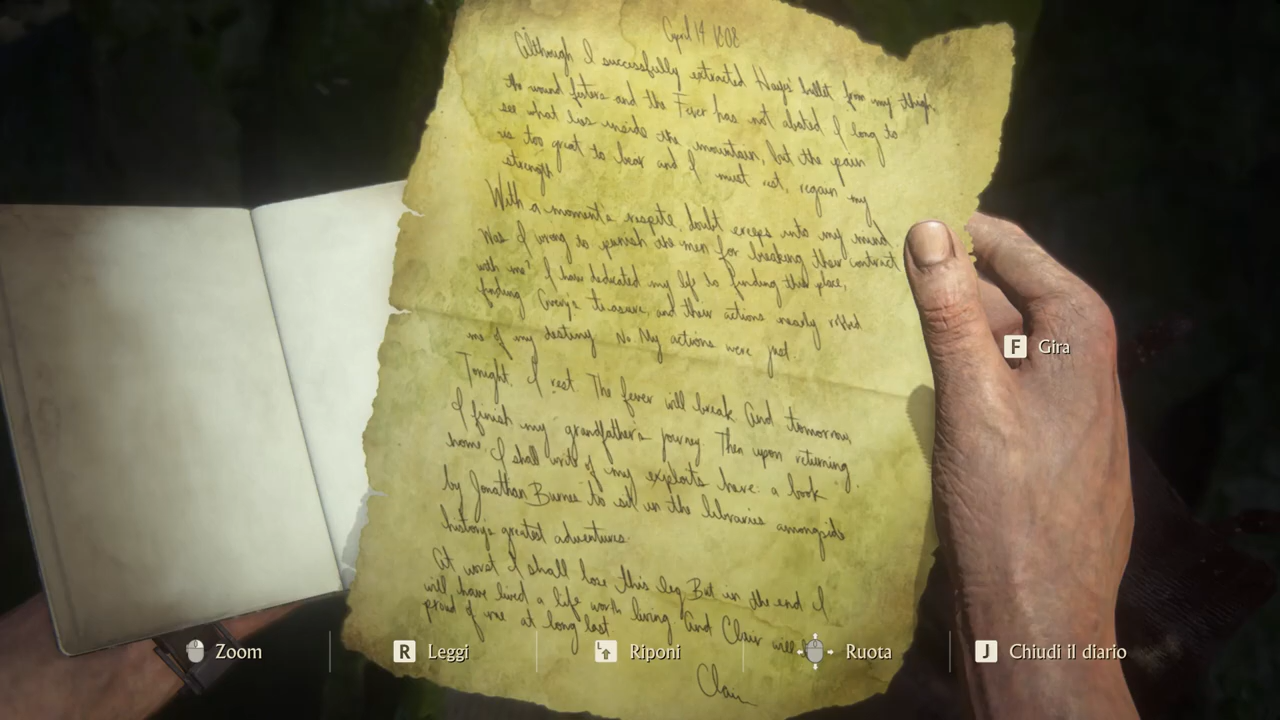 April 14 1808
Although I successfully extracted Hayes' bullet from my thigh,
the wound festers and the Fever has not abated I long to
see what lies inside the mountain, but the pain
is too great to bear and I must rest, regain my
strength
With a moment's respite, doubt creeps into my mind
Was I wrong to punish the men for breaking their contract
with me? I have dedicated my life to finding this place,
finding Avery's treasure, and their actions nearly robbed
me of my destiny No My actions were just.
Tonight, I rest. The fever will break And tomorrow
I finish my grandfather's journey. Then upon returning
home I shall write of my exploits here: a book
by Jonathan Burnes to sit in the libraries amongside
history's greatest adventures.
At worst I shall lose this leg But in the end I
will have lived a life worth living And Clair will
proud of me at long last
Clair
F Gira
Zoom
R Leggi
L Riponi
Ruota
J Chiudi il diario